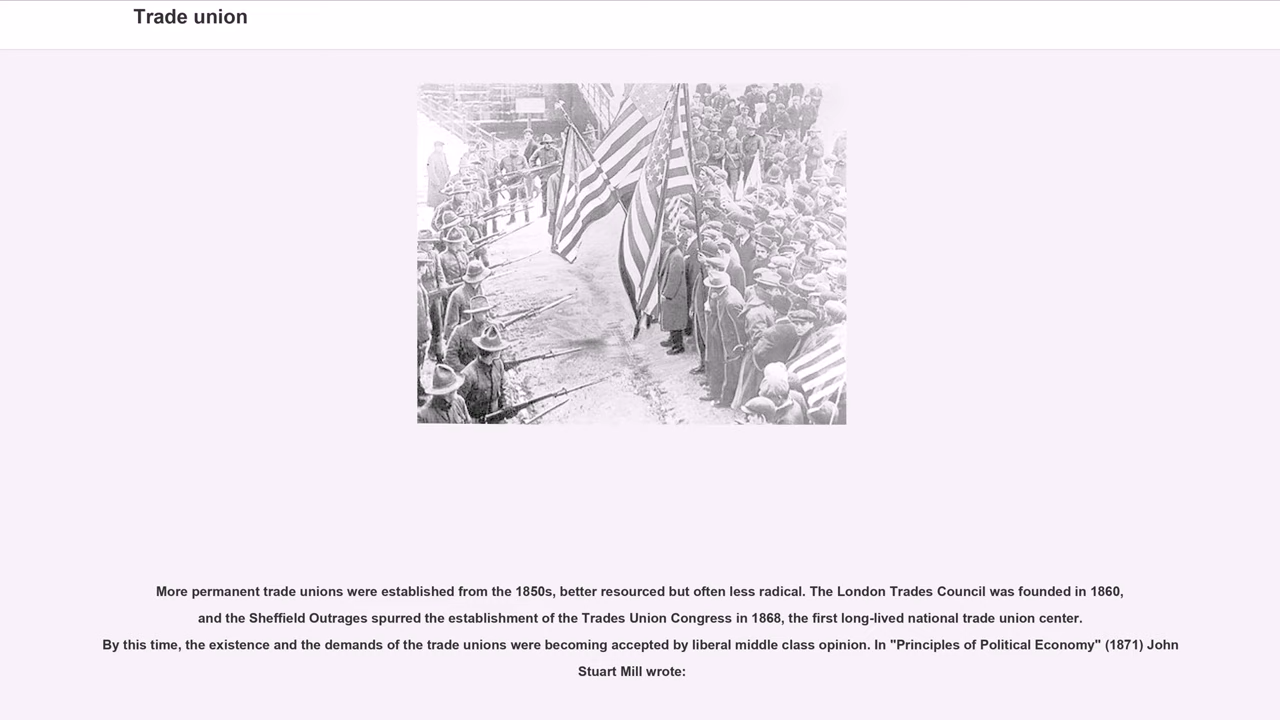 Trade union
More permanent trade unions were established from the 1850s, better resourced but often less radical. The London Trades Council was founded in 1860,
and the Sheffield Outrages spurred the establishment of the Trades Union Congress in 1868, the first long-lived national trade union center.
By this time, the existence and the demands of the trade unions were becoming accepted by liberal middle class opinion. In "Principles of Political Economy" (1871) John
Stuart Mill wrote: